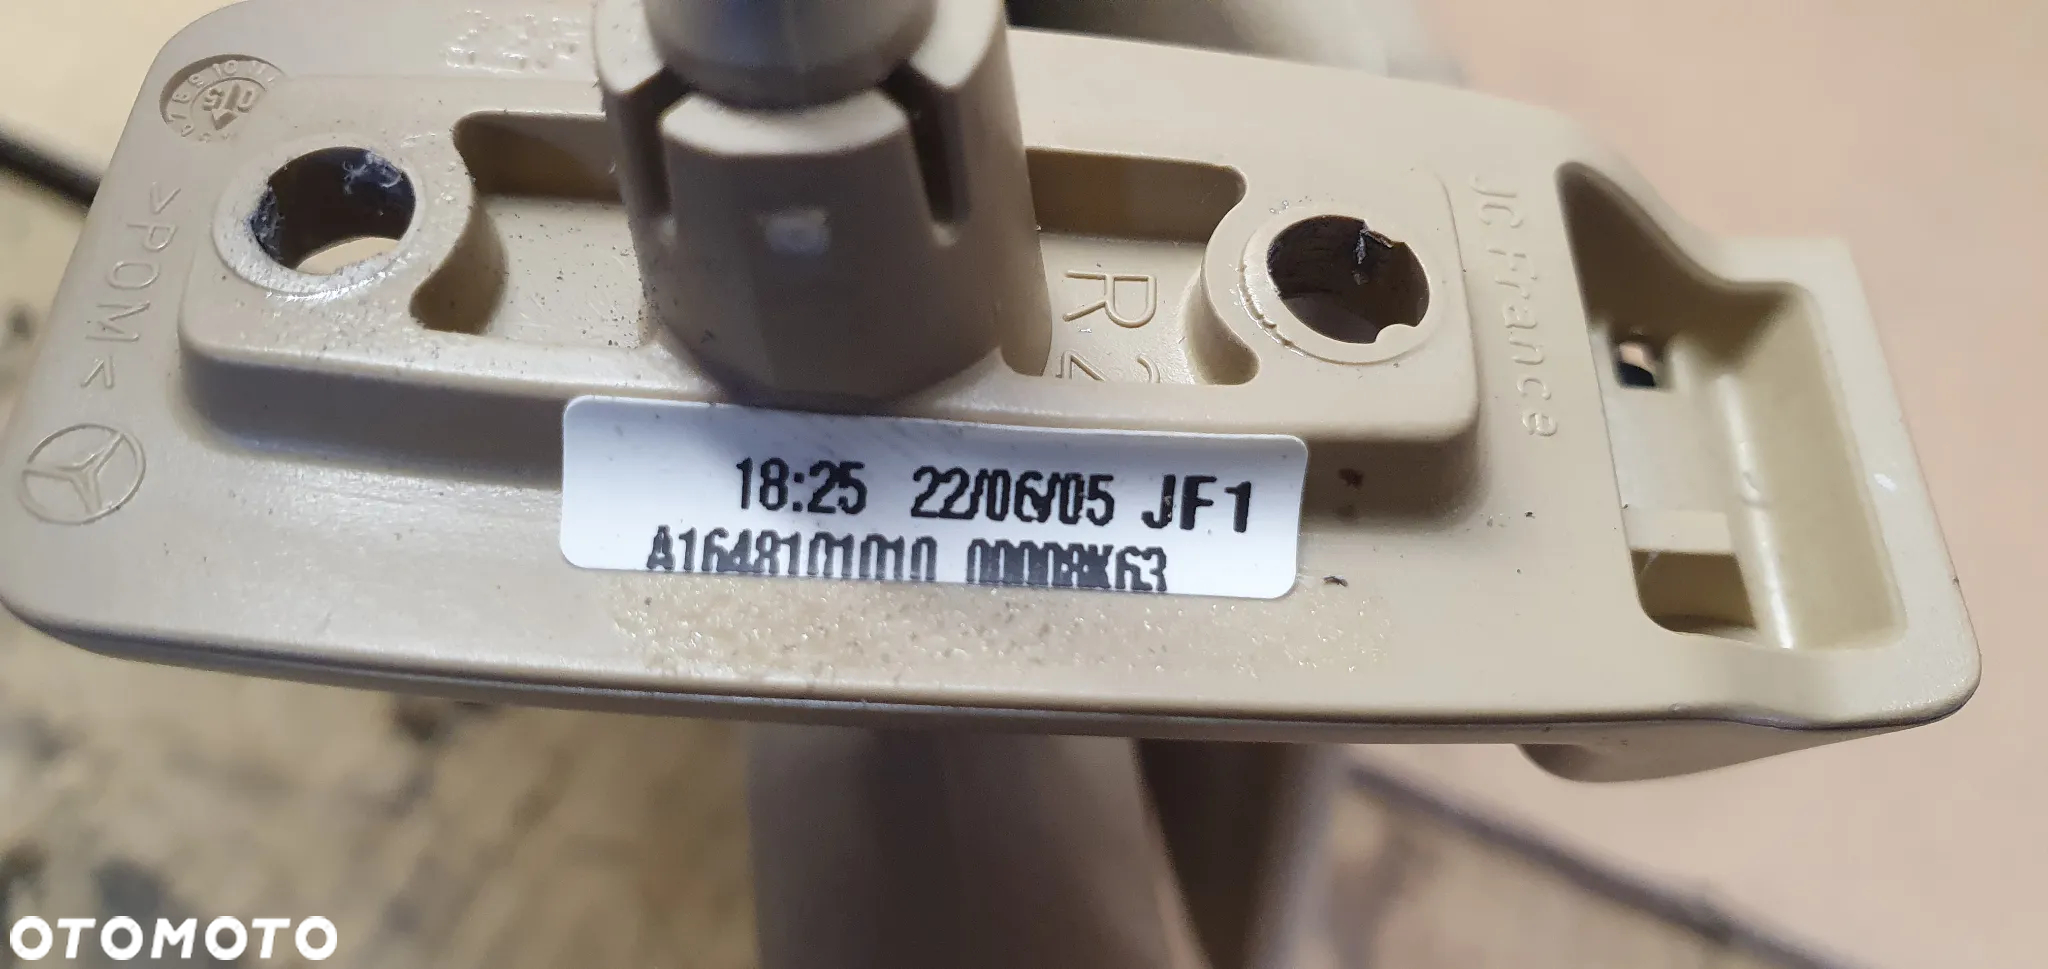 >POM<
R2
JC France
18:25 22/06/05 JF1
A1648101010 00008K63
OTOMOTO